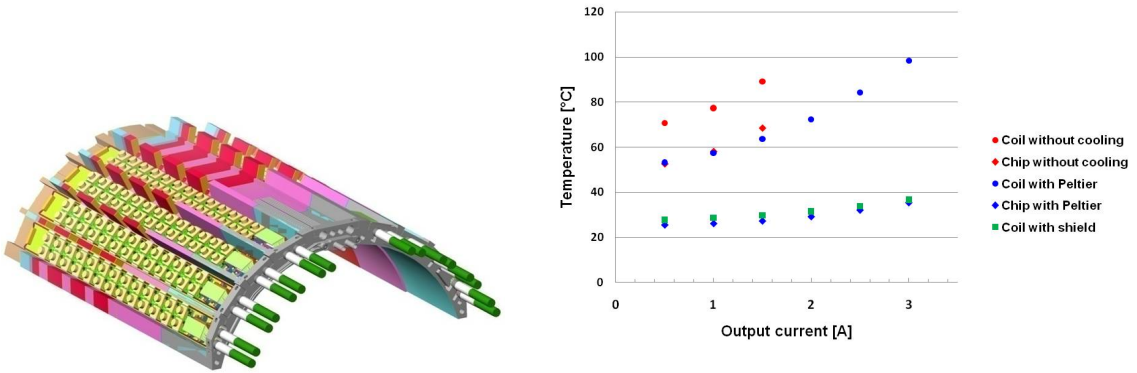 120
100
80
60
40
20
0
Temperature [°C]
0
1
2
3
Output current [A]
Coil without cooling
Chip without cooling
Coil with Peltier
Chip with Peltier
Coil with shield